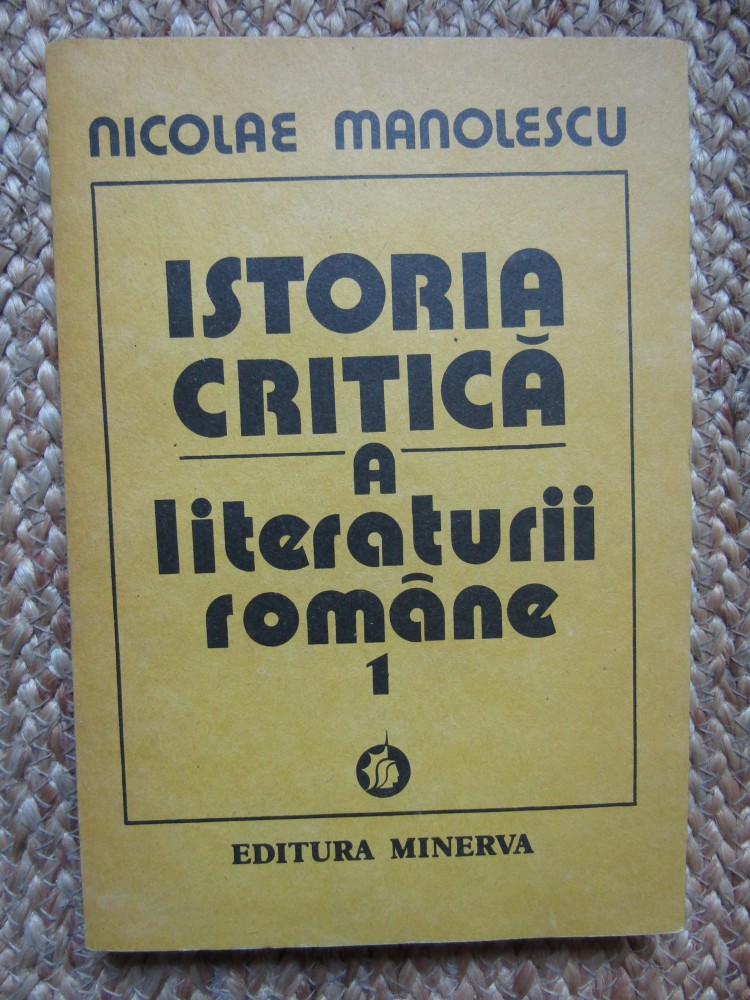 NICOLAE MANOLESCU
ISTORIA
CRITICĂ
A
literaturii
române
1
EDITURA MINERVA